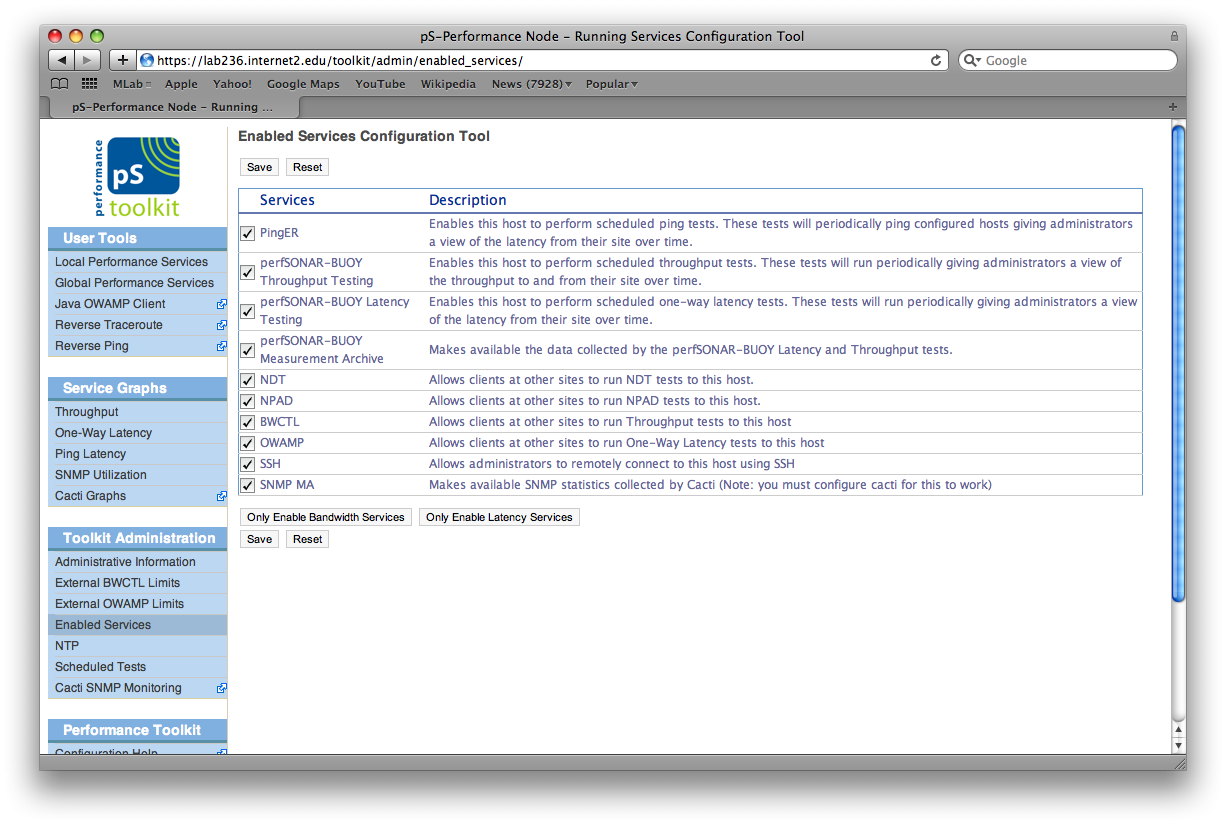 pS-Performance Node - Running Services Configuration Tool
https://lab236.internet2.edu/toolkit/admin/enabled_services/
Google
MLab
Apple
Yahoo!
Google Maps
YouTube
Wikipedia
News (7928)
Popular
pS-Performance Node - Running ...
performance
pS
toolkit
User Tools
Local Performance Services
Global Performance Services
Java OWAMP Client
Reverse Traceroute
Reverse Ping
Service Graphs
Throughput
One-Way Latency
Ping Latency
SNMP Utilization
Cacti Graphs
Toolkit Administration
Administrative Information
External BWCTL Limits
External OWAMP Limits
Enabled Services
NTP
Scheduled Tests
Cacti SNMP Monitoring
Performance Toolkit
Configuration Help
Enabled Services Configuration Tool
Save
Reset
Services
Description
PingER
Enables this host to perform scheduled ping tests. These tests will periodically ping configured hosts giving administrators
a view of the latency from their site over time.
perfSONAR-BUOY
Throughput Testing
Enables this host to perform scheduled throughput tests. These tests will run periodically giving administrators a view of
the throughput to and from their site over time.
perfSONAR-BUOY Latency
Testing
Enables this host to perform scheduled one-way latency tests. These tests will run periodically giving administrators a view
of the latency from their site over time.
perfSONAR-BUOY
Measurement Archive
Makes available the data collected by the perfSONAR-BUOY Latency and Throughput tests.
NDT
Allows clients at other sites to run NDT tests to this host.
NPAD
Allows clients at other sites to run NPAD tests to this host.
BWCTL
Allows clients at other sites to run Throughput tests to this host
OWAMP
Allows clients at other sites to run One-Way Latency tests to this host
SSH
Allows administrators to remotely connect to this host using SSH
SNMP MA
Makes available SNMP statistics collected by Cacti (Note: you must configure cacti for this to work)
Only Enable Bandwidth Services
Only Enable Latency Services
Save
Reset